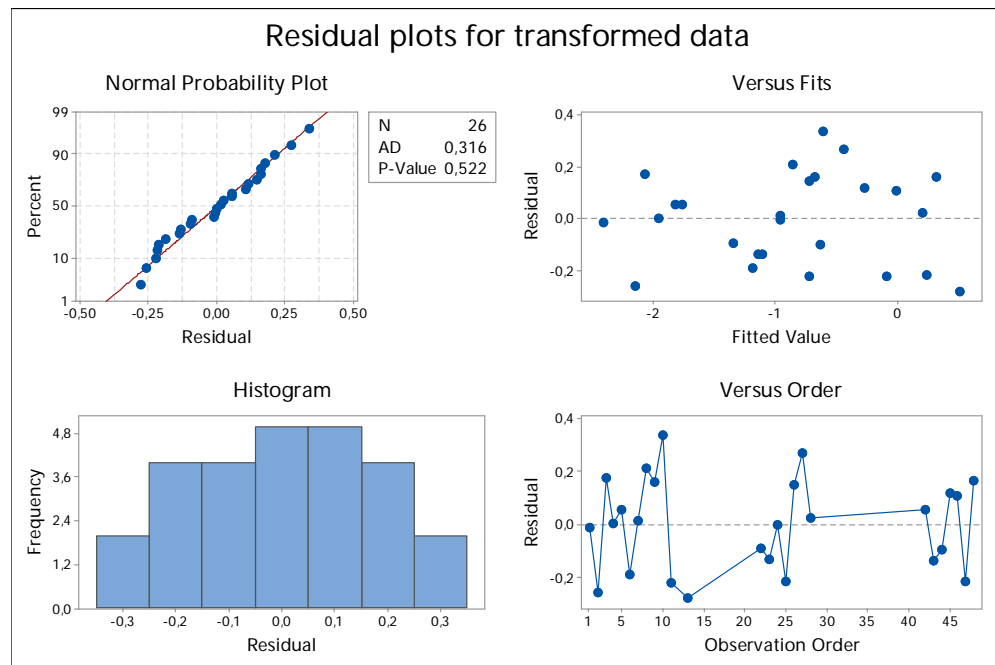 Residual plots for transformed data
Normal Probability Plot
99
90
50
10
1
Percent
-0,50 -0,25 0,00 0,25 0,50
Residual
N 26
AD 0,316
P-Value 0,522
Versus Fits
0,4
0,2
0,0
-0,2
Residual
-2 -1 0
Fitted Value
Histogram
4,8
3,6
2,4
1,2
0,0
Frequency
-0,3 -0,2 -0,1 0,0 0,1 0,2 0,3
Residual
Versus Order
0,4
0,2
0,0
-0,2
Residual
1 5 10 15 20 25 30 35 40 45
Observation Order